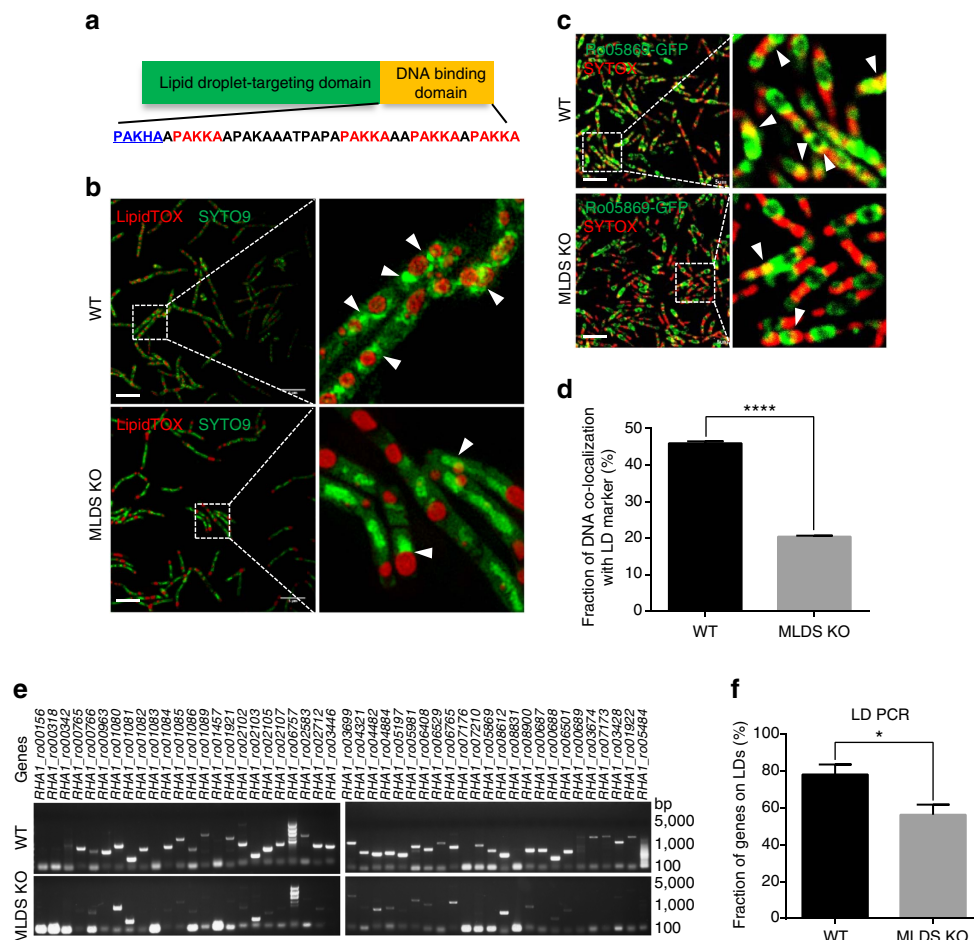 a
Lipid droplet-targeting domain
DNA binding
domain
PAKHAAPAKKAAPAKAAATPAPAPAKKAAAPAKKAAPAKKA
b
LipidTOX SYTO9
WT
LipidTOX SYTO9
MLDS KO
c
Ro05869-GFP
SYTOX
WT
Ro05869-GFP
SYTOX
MLDS KO
d
Fraction of DNA co-localization
with LD marker (%)
50
40
30
20
10
0
****
WT
MLDS KO
e
Genes
RHA1_ro00156
RHA1_ro00318
RHA1_ro00342
RHA1_ro00765
RHA1_ro00766
RHA1_ro00963
RHA1_ro01080
RHA1_ro01081
RHA1_ro01082
RHA1_ro01083
RHA1_ro01084
RHA1_ro01085
RHA1_ro01086
RHA1_ro01089
RHA1_ro01457
RHA1_ro01921
RHA1_ro02102
RHA1_ro02103
RHA1_ro02105
RHA1_ro02107
RHA1_ro06757
RHA1_ro02583
RHA1_ro02712
RHA1_ro03446
RHA1_ro03699
RHA1_ro04321
RHA1_ro04482
RHA1_ro04884
RHA1_ro05197
RHA1_ro05981
RHA1_ro06408
RHA1_ro06529
RHA1_ro06765
RHA1_ro07176
RHA1_ro07210
RHA1_ro05869
RHA1_ro08612
RHA1_ro08831
RHA1_ro08900
RHA1_ro00687
RHA1_ro00688
RHA1_ro06501
RHA1_ro00689
RHA1_ro03674
RHA1_ro07173
RHA1_ro03428
RHA1_ro01922
RHA1_ro05484
WT
bp
5,000
1,000
100
MLDS KO
5,000
1,000
100
f
LD PCR
Fraction of genes on LDs (%)
100
80
60
40
20
0
*
WT
MLDS KO